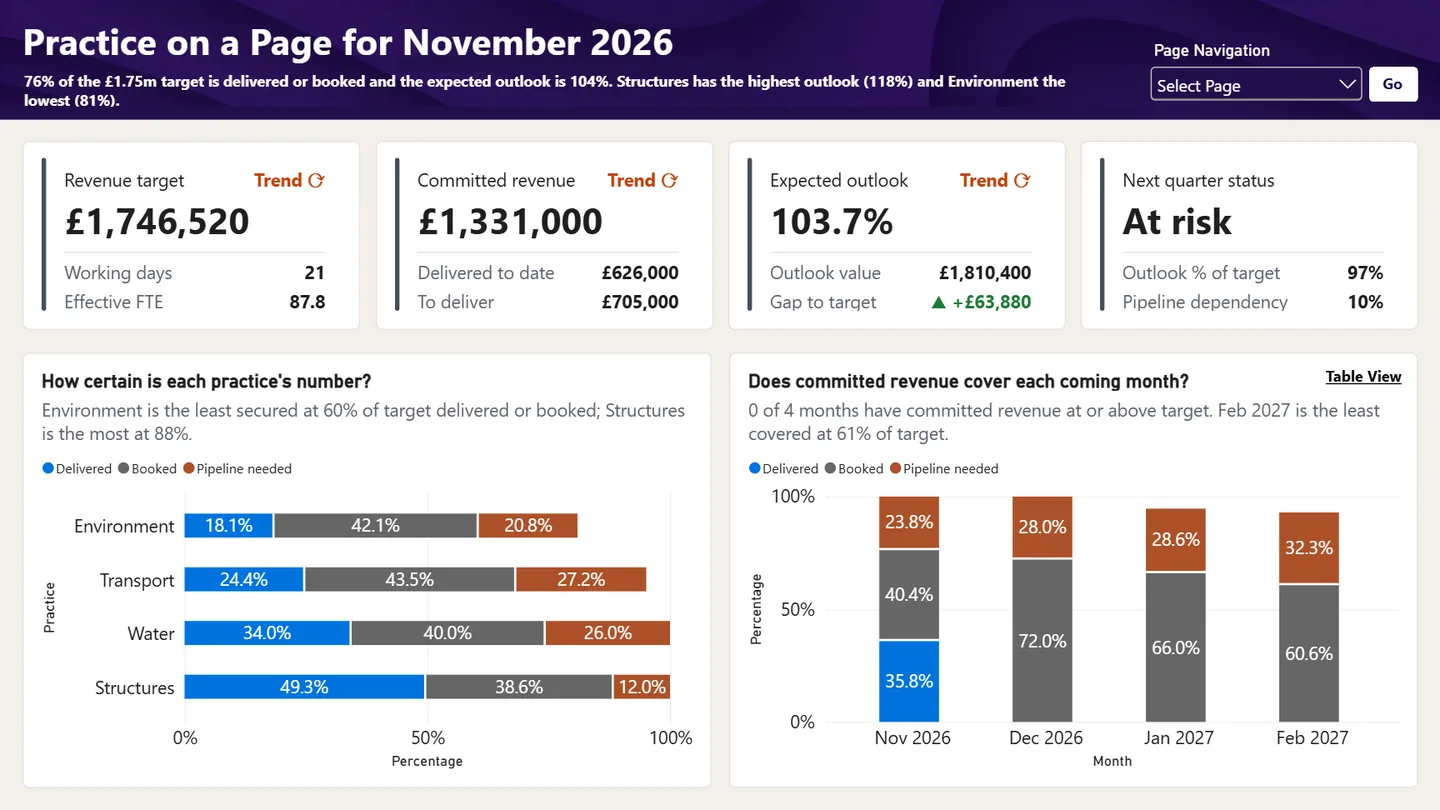 Practice on a Page for November 2026
76% of the £1.75m target is delivered or booked and the expected outlook is 104%. Structures has the highest outlook (118%) and Environment the
lowest (81%).
Page Navigation
Select Page
Go
Revenue target
Trend
£1,746,520
Working days 21
Effective FTE 87.8
Committed revenue
Trend
£1,331,000
Delivered to date £626,000
To deliver £705,000
Expected outlook
Trend
103.7%
Outlook value £1,810,400
Gap to target ▲ +£63,880
Next quarter status
At risk
Outlook % of target 97%
Pipeline dependency 10%
How certain is each practice's number?
Environment is the least secured at 60% of target delivered or booked; Structures
is the most at 88%.
Delivered Booked Pipeline needed
Practice
Environment 18.1% 42.1% 20.8%
Transport 24.4% 43.5% 27.2%
Water 34.0% 40.0% 26.0%
Structures 49.3% 38.6% 12.0%
0% 50% 100%
Percentage
Does committed revenue cover each coming month?
Table View
0 of 4 months have committed revenue at or above target. Feb 2027 is the least
covered at 61% of target.
Delivered Booked Pipeline needed
Percentage
100%
50%
0%
23.8% 28.0% 28.6% 32.3%
40.4% 72.0% 66.0% 60.6%
35.8%
Nov 2026 Dec 2026 Jan 2027 Feb 2027
Month